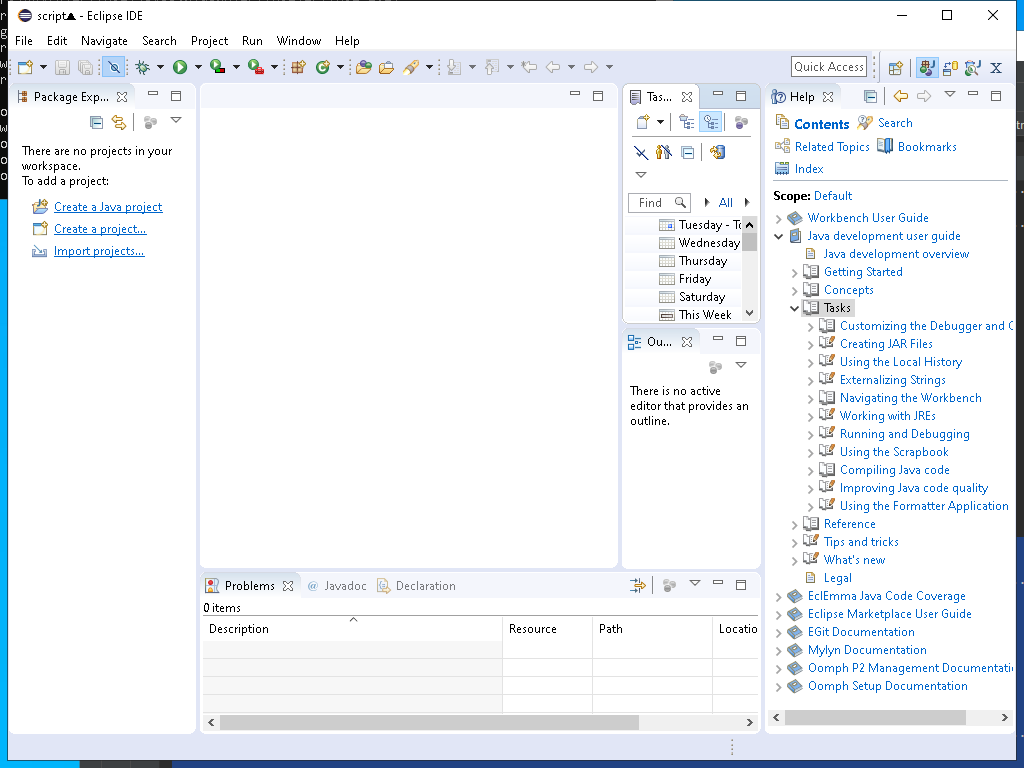 script▲ - Eclipse IDE
File Edit Navigate Search Project Run Window Help
Quick Access
Package Exp...
There are no projects in your
workspace.
To add a project:
Create a Java project
Create a project...
Import projects...
Tas...
Find
All
Tuesday - To
Wednesday
Thursday
Friday
Saturday
This Week
Ou...
There is no active
editor that provides an
outline.
Problems Javadoc Declaration
0 items
Description Resource Path Locatio
Help
Contents Search
Related Topics Bookmarks
Index
Scope: Default
Workbench User Guide
Java development user guide
Java development overview
Getting Started
Concepts
Tasks
Customizing the Debugger and C
Creating JAR Files
Using the Local History
Externalizing Strings
Navigating the Workbench
Working with JREs
Running and Debugging
Using the Scrapbook
Compiling Java code
Improving Java code quality
Using the Formatter Application
Reference
Tips and tricks
What's new
Legal
EclEmma Java Code Coverage
Eclipse Marketplace User Guide
EGit Documentation
Mylyn Documentation
Oomph P2 Management Documentati
Oomph Setup Documentation